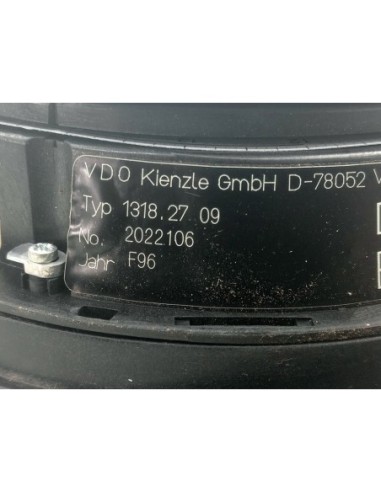 VDO Kienzle GmbH D-78052 V
Typ 1318.27 09
No. 2022106
Jahr F96